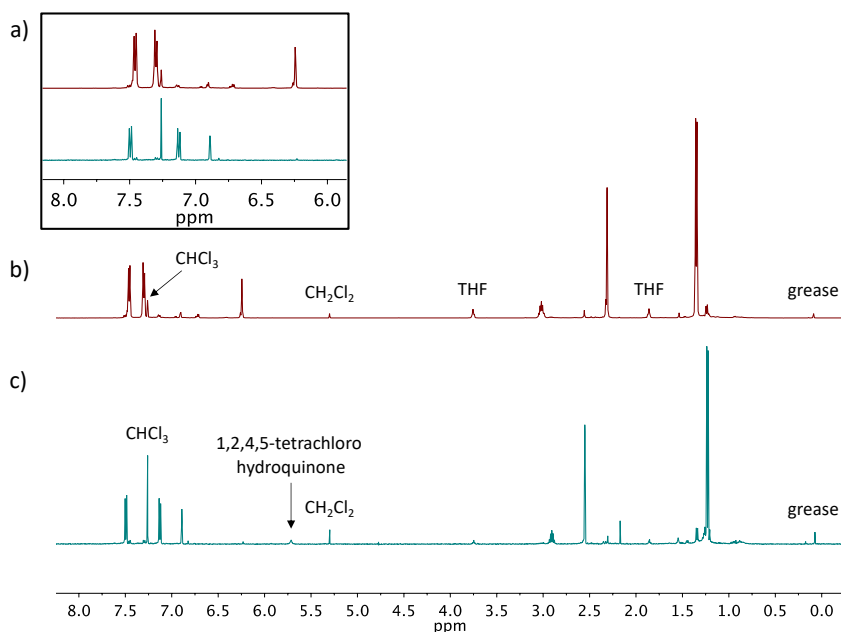 a)
8.0 7.5 7.0 6.5 6.0
ppm
b)
CHCl₃
CH₂Cl₂
THF
THF
grease
c)
CHCl₃
1,2,4,5-tetrachloro
hydroquinone
CH₂Cl₂
grease
8.0 7.5 7.0 6.5 6.0 5.5 5.0 4.5 4.0 3.5 3.0 2.5 2.0 1.5 1.0 0.5 0.0
ppm